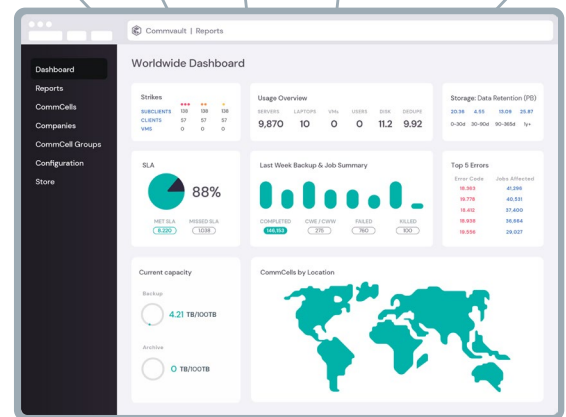 Commvault | Reports
Dashboard
Reports
CommCells
Companies
CommCell Groups
Configuration
Store
Worldwide Dashboard
Strikes
SUBCLIENTS 138 138 138
CLIENTS 57 57 57
VMS 0 0 0
Usage Overview
SERVERS LAPTOPS VMs USERS DISK DEDUPE
9,870 10 0 0 11.2 9.92
Storage: Data Retention (PB)
20.36 4.55 13.09 25.87
0-30d 30-90d 90-365d 1y+
SLA
88%
MET SLA MISSED SLA
8,220 1,038
Last Week Backup & Job Summary
COMPLETED CWE / CWW FAILED KILLED
146,153 275 760 100
Top 5 Errors
Error Code Jobs Affected
19.263 41,266
19.778 40,531
19.412 37,400
18.939 36,684
19.556 29,027
Current capacity
Backup
4.21 TB/100TB
Archive
0 TB/100TB
CommCells by Location